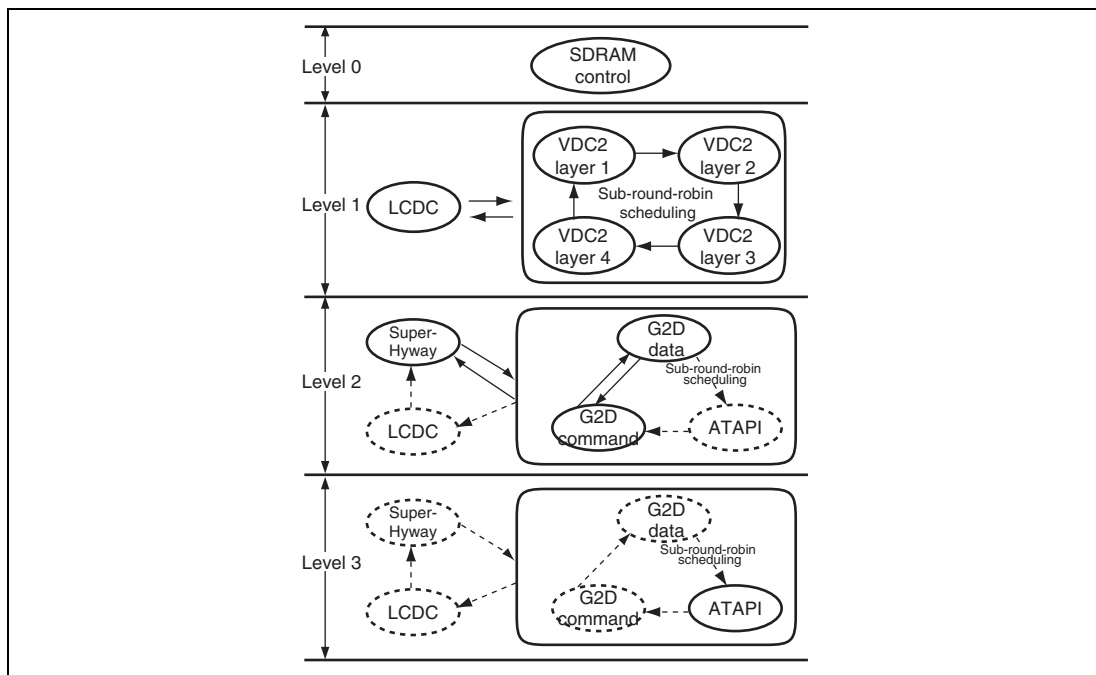 Level 0
SDRAM
control
Level 1
LCDC
VDC2
layer 1
VDC2
layer 2
Sub-round-robin
scheduling
VDC2
layer 4
VDC2
layer 3
Level 2
Super-
Hyway
LCDC
G2D
data
Sub-round-robin
scheduling
G2D
command
ATAPI
Level 3
Super-
Hyway
LCDC
G2D
data
Sub-round-robin
scheduling
G2D
command
ATAPI